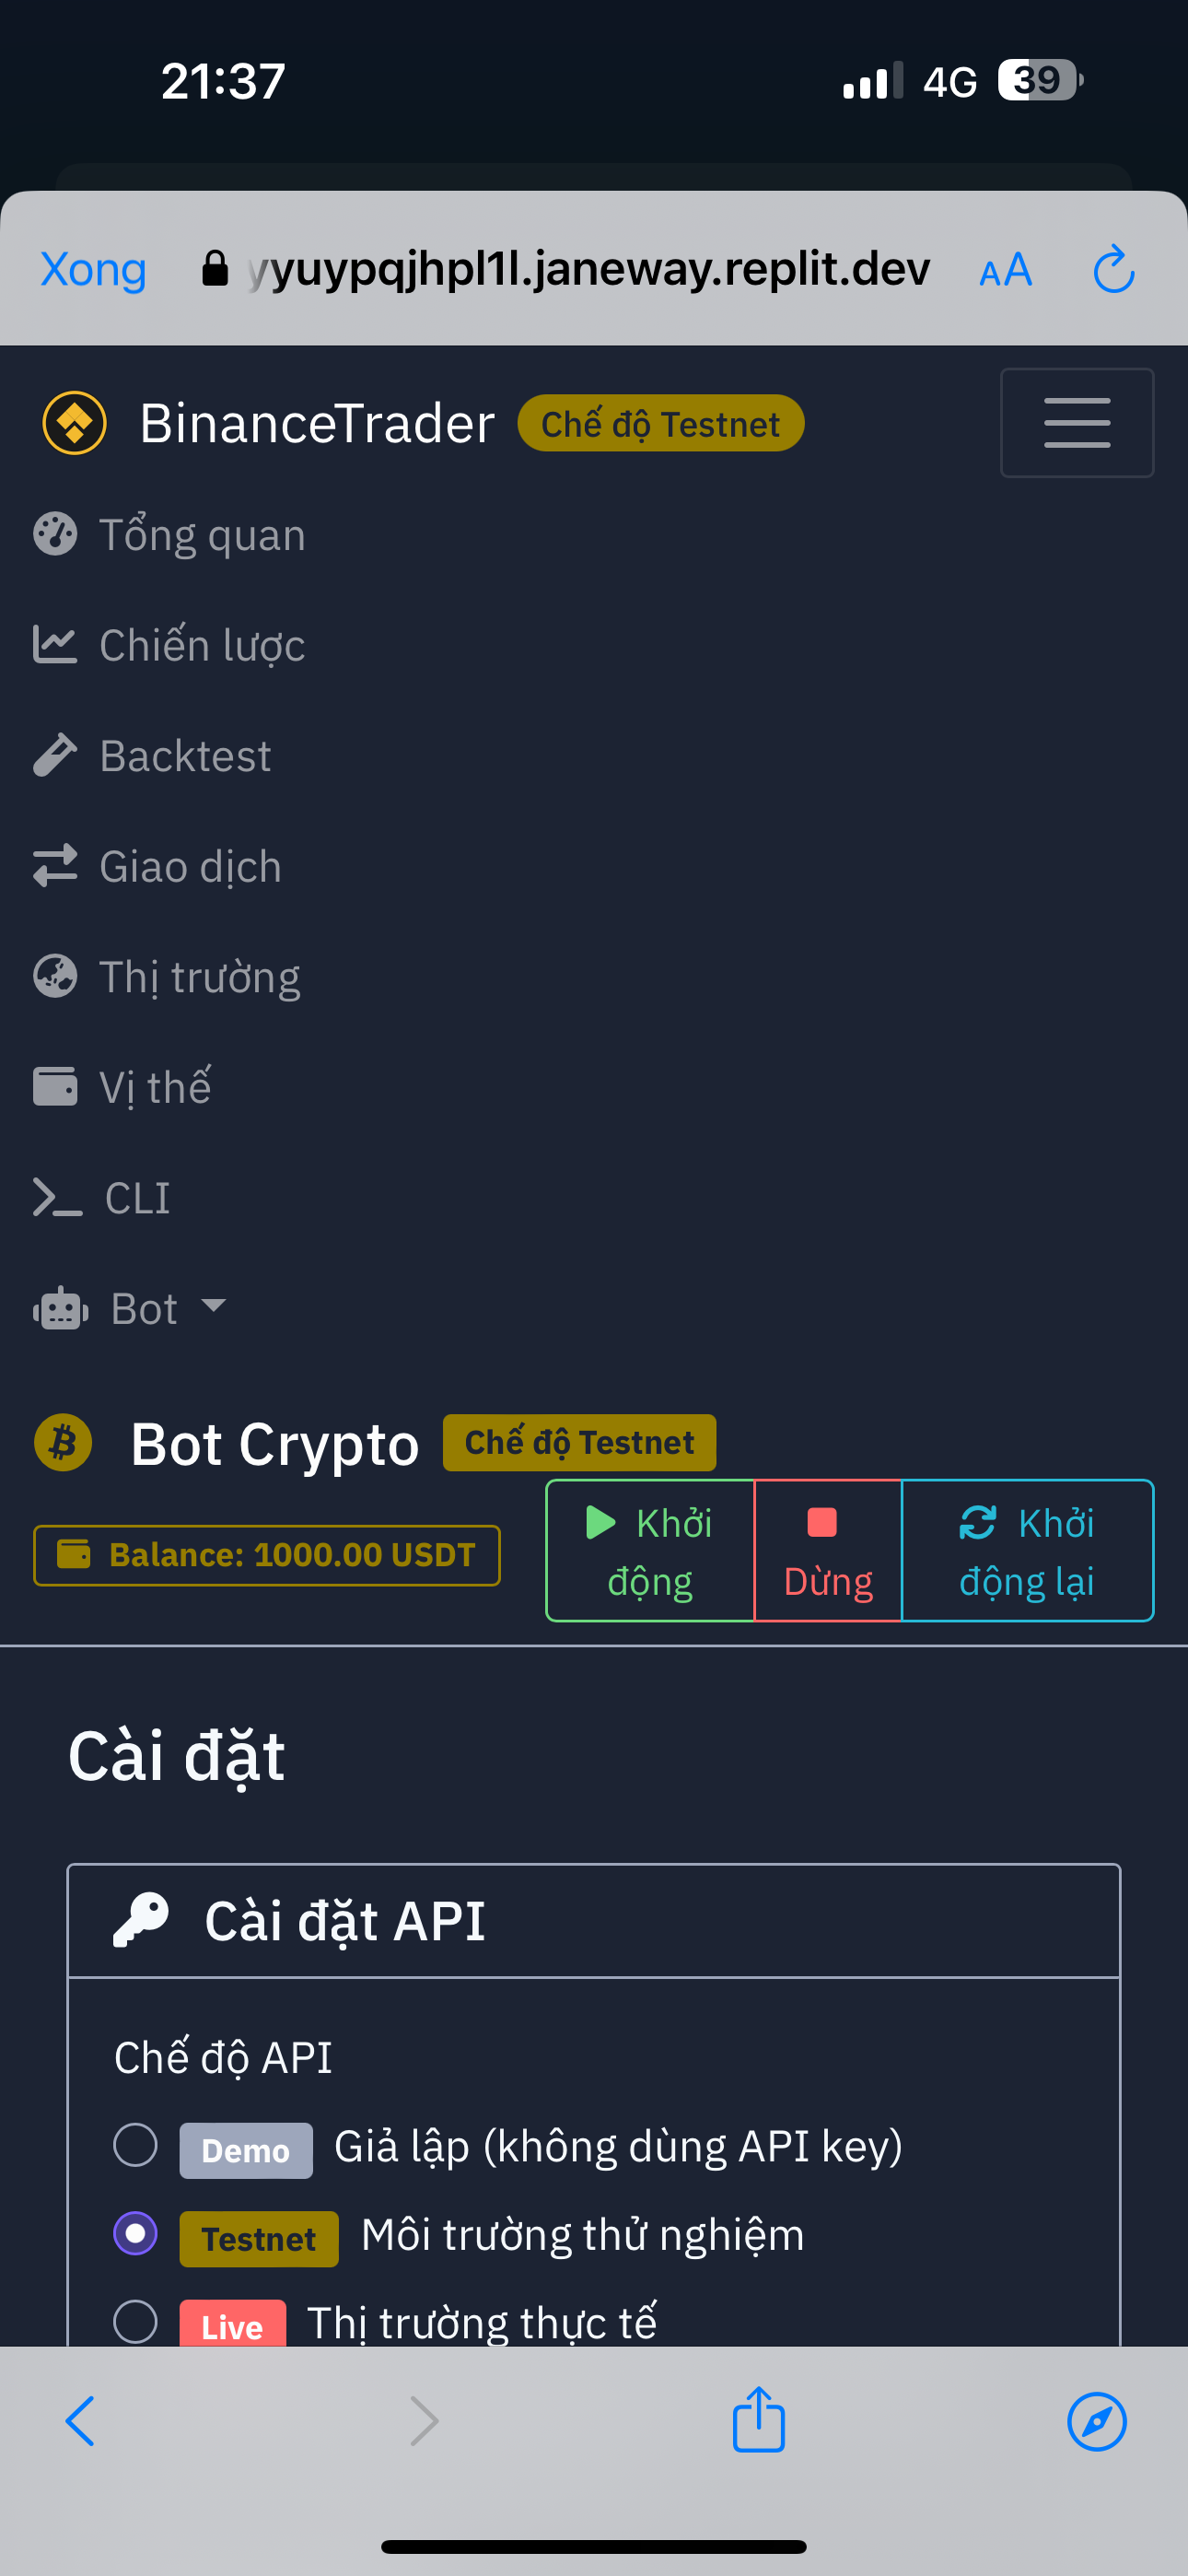 21:37 4G 39
Xong yyuypqjhpl1l.janeway.replit.dev AA
BinanceTrader Chế độ Testnet
Tổng quan
Chiến lược
Backtest
Giao dịch
Thị trường
Vị thế
CLI
Bot
Bot Crypto Chế độ Testnet
Balance: 1000.00 USDT
Khởi
động
Dừng
Khởi
động lại
Cài đặt
Cài đặt API
Chế độ API
Demo Giả lập (không dùng API key)
Testnet Môi trường thử nghiệm
Live Thị trường thực tế